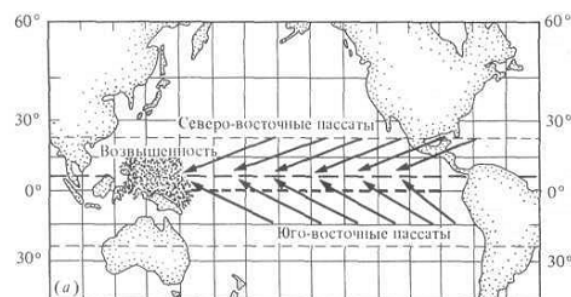 60° 60°
30° Северо-восточные пассаты 30°
Возвышенность
0° 0°
Юго-восточные пассаты
30° (а) 30°